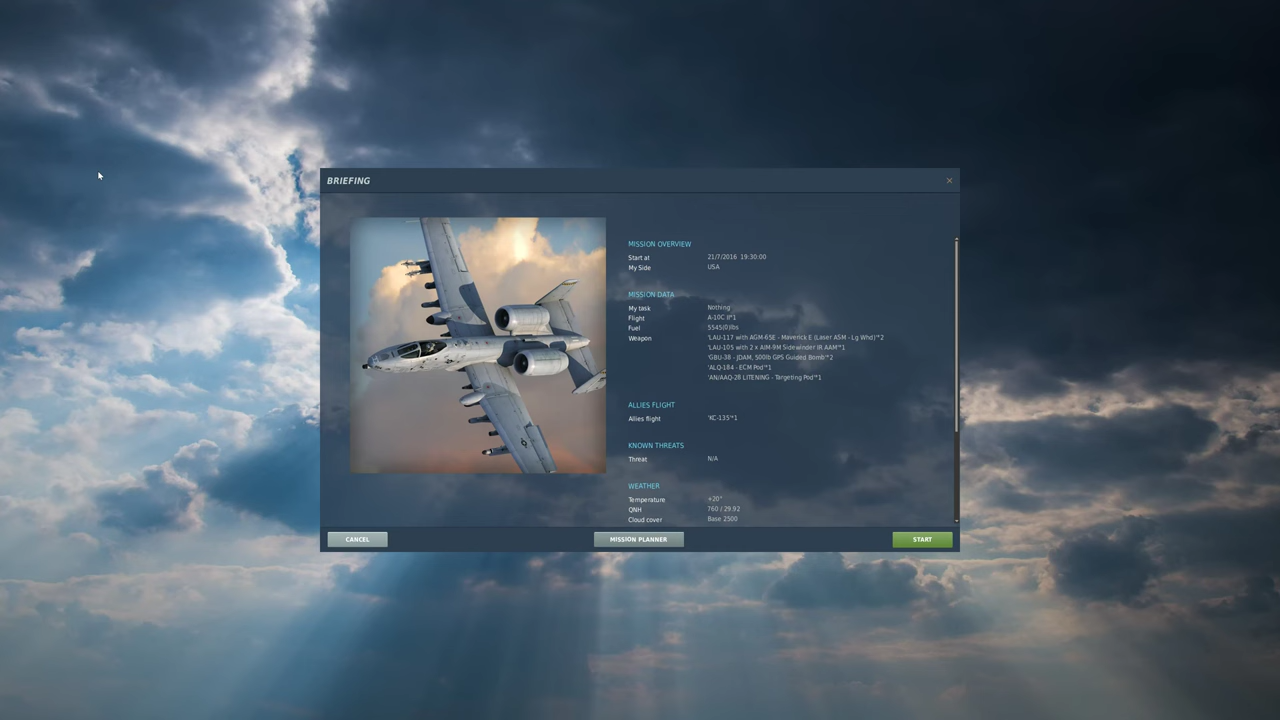 BRIEFING
MISSION OVERVIEW
Start at 21/7/2016 19:30:00
My Side USA
MISSION DATA
My task Nothing
Flight A-10C II*1
Fuel 5545(0)lbs
Weapon 'LAU-117 with AGM-65E - Maverick E (Laser ASM - Lg Whd)'*2
'LAU-105 with 2 x AIM-9M Sidewinder IR AAM'*1
'GBU-38 - JDAM, 500lb GPS Guided Bomb'*2
'ALQ-184 - ECM Pod'*1
'AN/AAQ-28 LITENING - Targeting Pod'*1
ALLIES FLIGHT
Allies flight 'KC-135'*1
KNOWN THREATS
Threat N/A
WEATHER
Temperature +20°
QNH 760 / 29.92
Cloud cover Base 2500
CANCEL MISSION PLANNER START